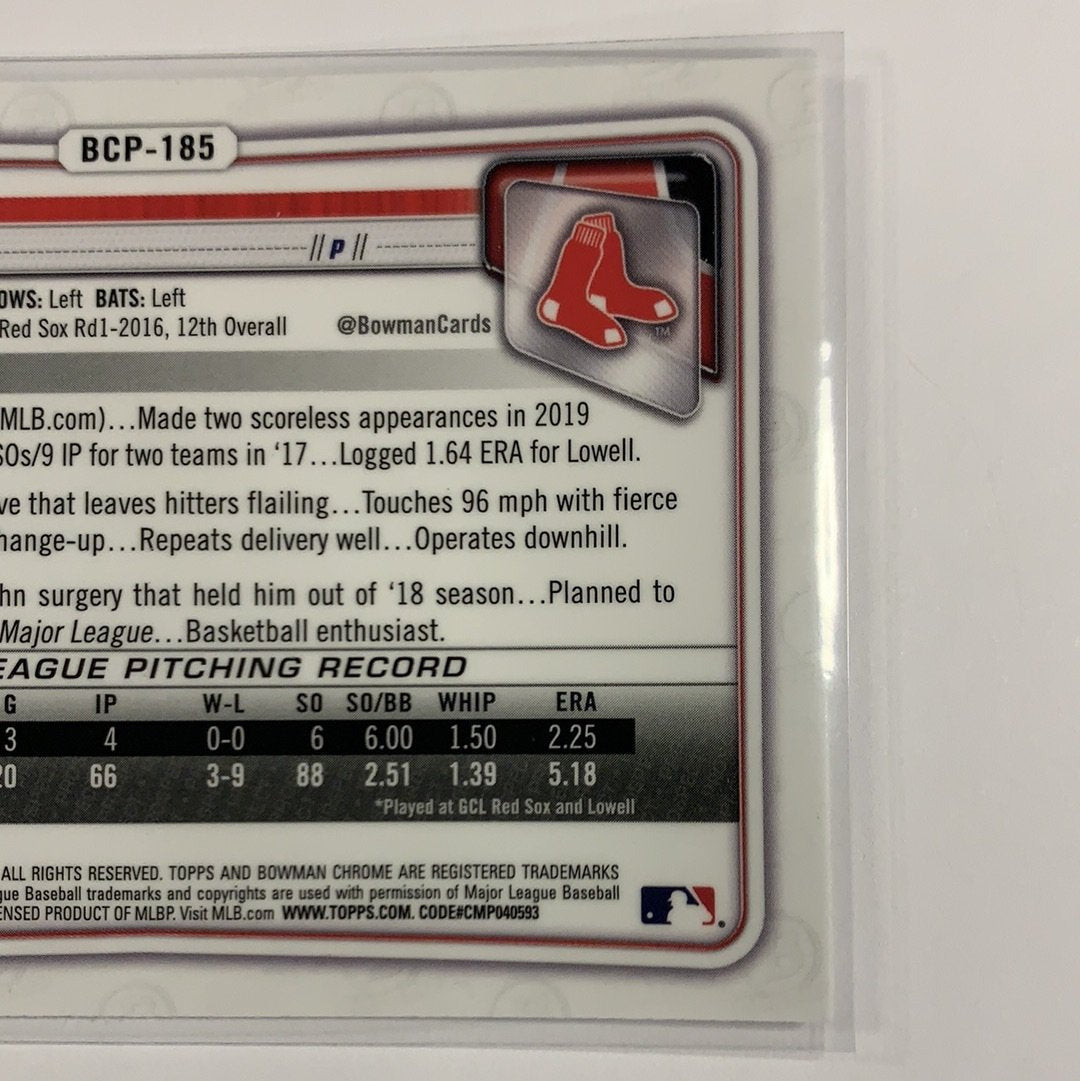 BCP-185
//P//
OWS: Left BATS: Left
Red Sox Rd1-2016, 12th Overall @BowmanCards
TM
MLB.com)...Made two scoreless appearances in 2019
SOs/9 IP for two teams in ‘17...Logged 1.64 ERA for Lowell.
ve that leaves hitters flailing...Touches 96 mph with fierce
hange-up...Repeats delivery well...Operates downhill.
hn surgery that held him out of ‘18 season...Planned to
Major League...Basketball enthusiast.
EAGUE PITCHING RECORD
G IP W-L SO SO/BB WHIP ERA
3 4 0-0 6 6.00 1.50 2.25
20 66 3-9 88 2.51 1.39 5.18
*Played at GCL Red Sox and Lowell
ALL RIGHTS RESERVED. TOPPS AND BOWMAN CHROME ARE REGISTERED TRADEMARKS
gue Baseball trademarks and copyrights are used with permission of Major League Baseball
ENSED PRODUCT OF MLBP. Visit MLB.com WWW.TOPPS.COM. CODE#CMP040593